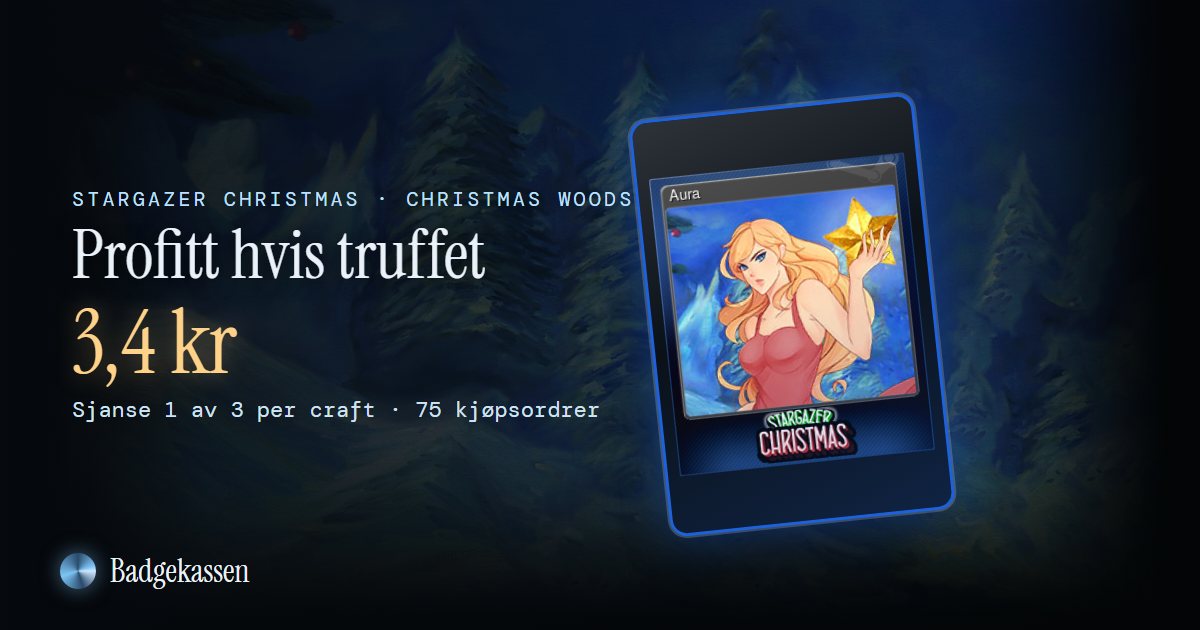 STARGAZER CHRISTMAS · CHRISTMAS WOODS
Profitt hvis truffet
3,4 kr
Sjanse 1 av 3 per craft · 75 kjøpsordrer
Aura
STARGAZER
CHRISTMAS
Badgekassen